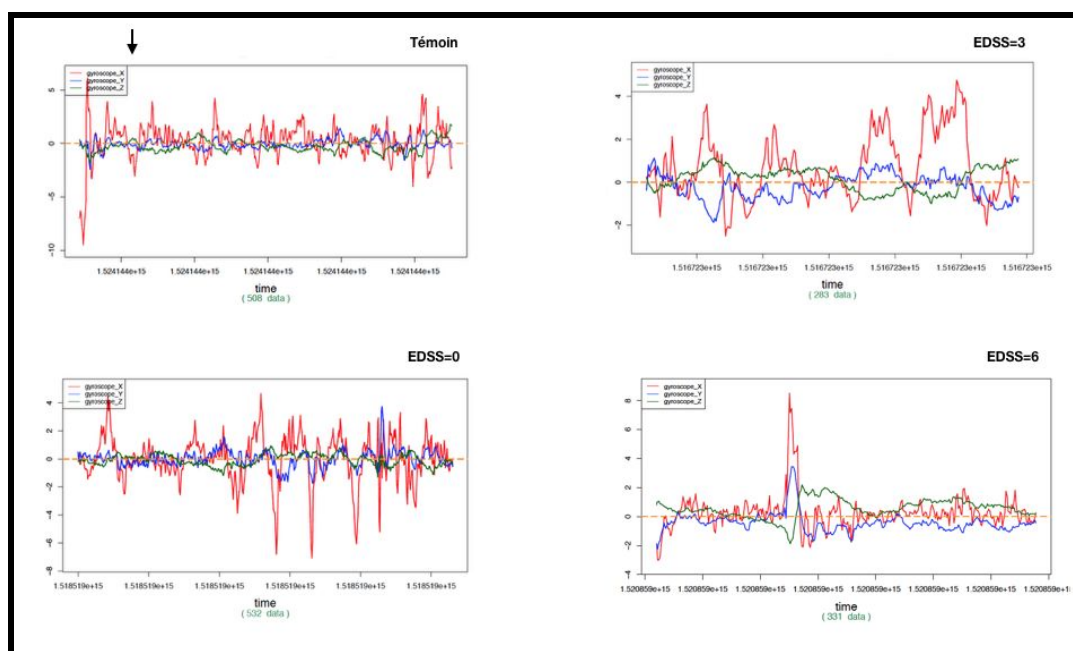 Témoin
gyroscope_X
gyroscope_Y
gyroscope_Z
5
0
−5
−10
1.524144e+15 1.524144e+15 1.524144e+15 1.524144e+15 1.524144e+15
time
( 508 data )
EDSS=3
gyroscope_X
gyroscope_Y
gyroscope_Z
4
2
0
−2
1.516723e+15 1.516723e+15 1.516723e+15 1.516723e+15 1.516723e+15 1.516723e+15
time
( 283 data )
EDSS=0
gyroscope_X
gyroscope_Y
gyroscope_Z
4
2
0
−2
−4
−6
−8
1.518519e+15 1.518519e+15 1.518519e+15 1.518519e+15 1.518519e+15 1.518519e+15
time
( 532 data )
EDSS=6
gyroscope_X
gyroscope_Y
gyroscope_Z
8
6
4
2
0
−2
−4
1.520859e+15 1.520859e+15 1.520859e+15 1.520859e+15 1.520859e+15 1.520859e+15 1.520859e+15 1.520859e+1
time
( 331 data )